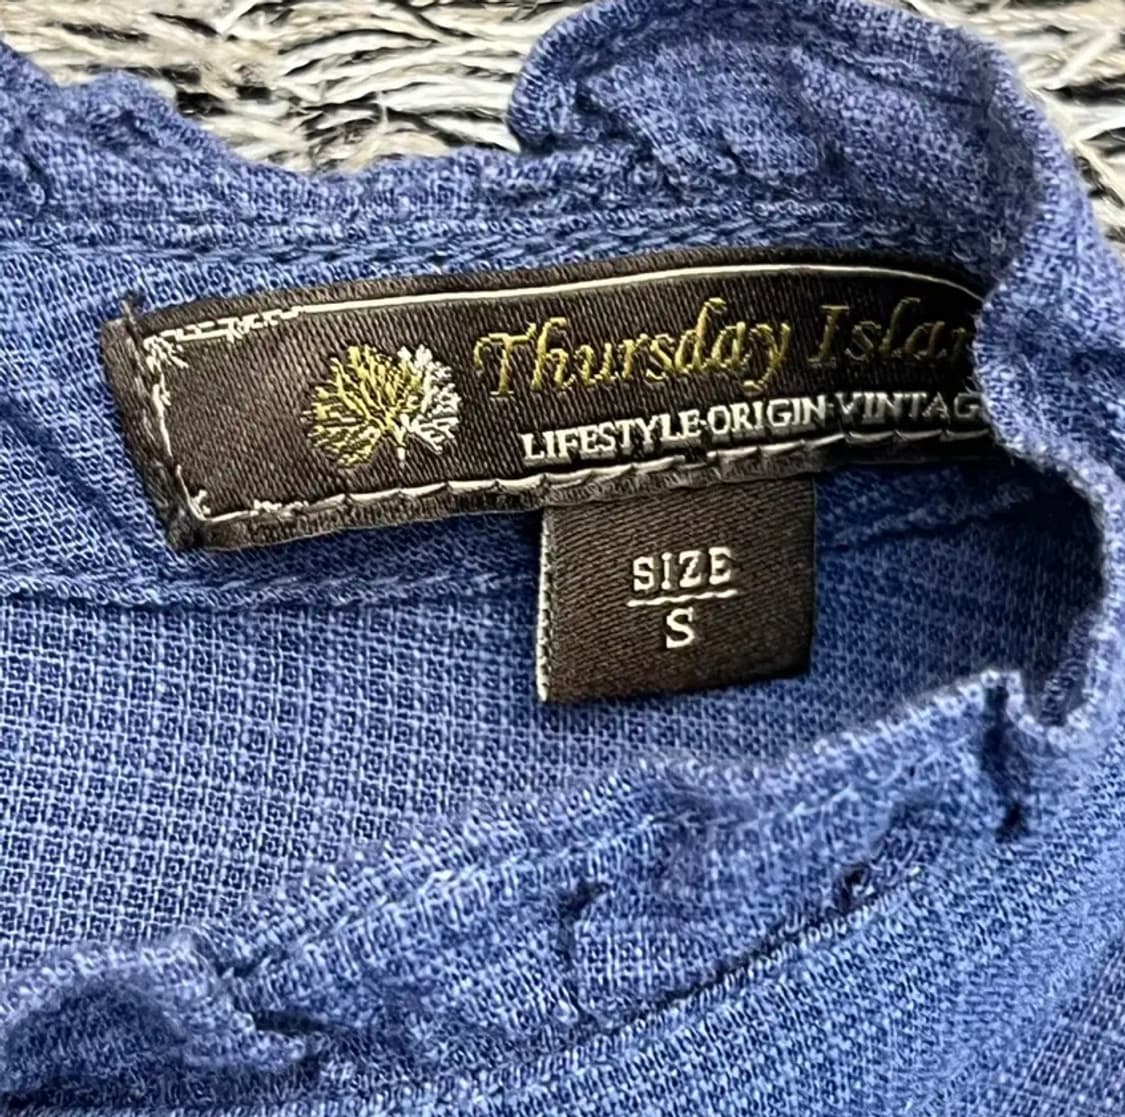 Thursday Islan
LIFESTYLE·ORIGIN·VINTAG
SIZE
S